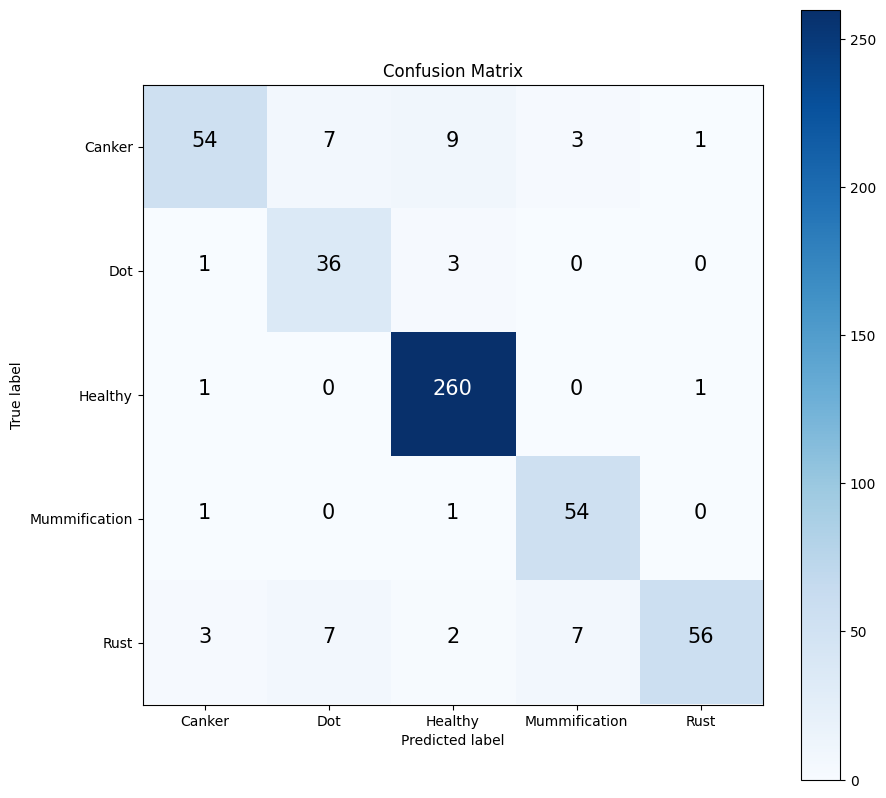 Confusion Matrix
Canker 54 7 9 3 1
Dot 1 36 3 0 0
Healthy 1 0 260 0 1
Mummification 1 0 1 54 0
Rust 3 7 2 7 56
Canker Dot Healthy Mummification Rust
Predicted label
True label
250
200
150
100
50
0